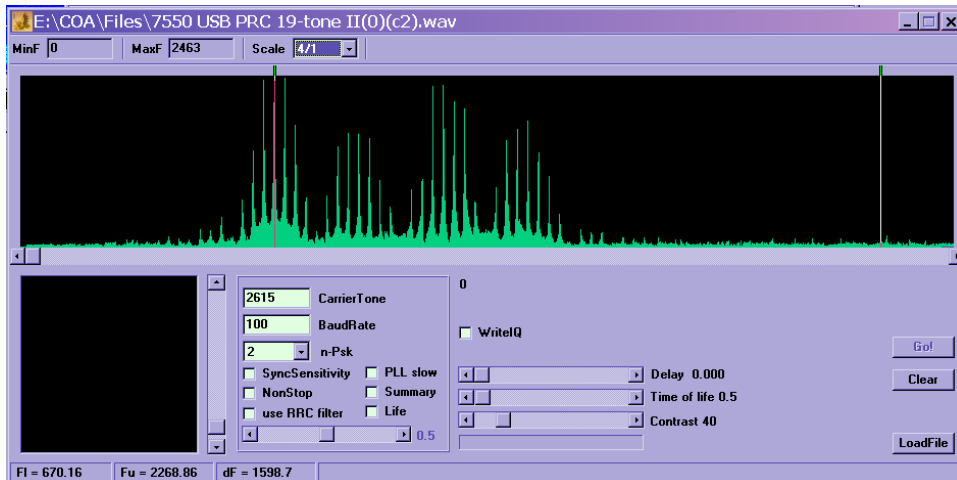 E:\COA\Files\7550 USB PRC 19-tone II(0)(c2).wav
MinF 0 MaxF 2463 Scale 4/1
2615 CarrierTone
100 BaudRate
2 n-Psk
SyncSensitivity PLL slow
NonStop Summary
use RRC filter Life
0.5
0
WriteIQ
Delay 0.000
Time of life 0.5
Contrast 40
Go!
Clear
LoadFile
Fl = 670.16 Fu = 2268.86 dF = 1598.7